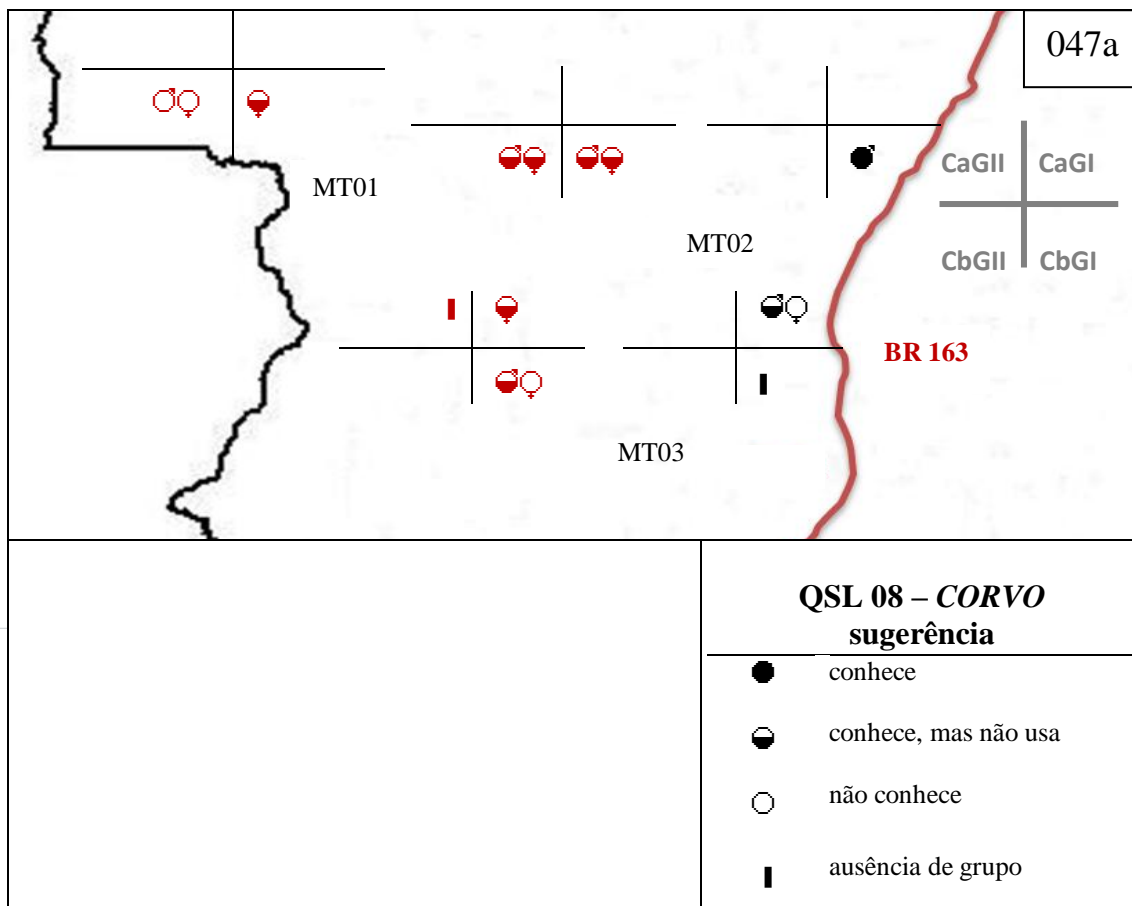 047a
CaGII CaGI
MT01
MT02
CbGII CbGI
BR 163
MT03
QSL 08 – CORVO
sugerência
conhece
conhece, mas não usa
não conhece
ausência de grupo